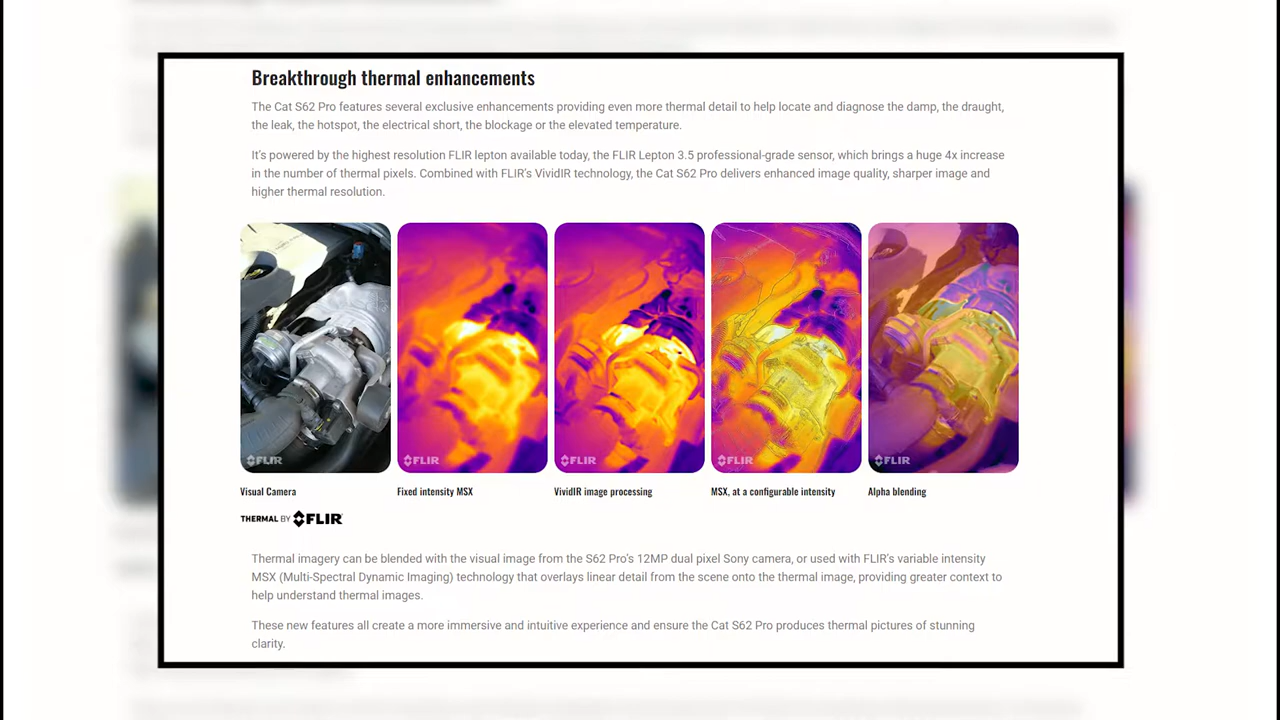 Breakthrough thermal enhancements
The Cat S62 Pro features several exclusive enhancements providing even more thermal detail to help locate and diagnose the damp, the draught,
the leak, the hotspot, the electrical short, the blockage or the elevated temperature.
It's powered by the highest resolution FLIR lepton available today, the FLIR Lepton 3.5 professional-grade sensor, which brings a huge 4x increase
in the number of thermal pixels. Combined with FLIR's VividIR technology, the Cat S62 Pro delivers enhanced image quality, sharper image and
higher thermal resolution.
FLIR FLIR FLIR FLIR FLIR
Visual Camera Fixed intensity MSX VividIR image processing MSX, at a configurable intensity Alpha blending
THERMAL BY FLIR
Thermal imagery can be blended with the visual image from the S62 Pro's 12MP dual pixel Sony camera, or used with FLIR's variable intensity
MSX (Multi-Spectral Dynamic Imaging) technology that overlays linear detail from the scene onto the thermal image, providing greater context to
help understand thermal images.
These new features all create a more immersive and intuitive experience and ensure the Cat S62 Pro produces thermal pictures of stunning
clarity.